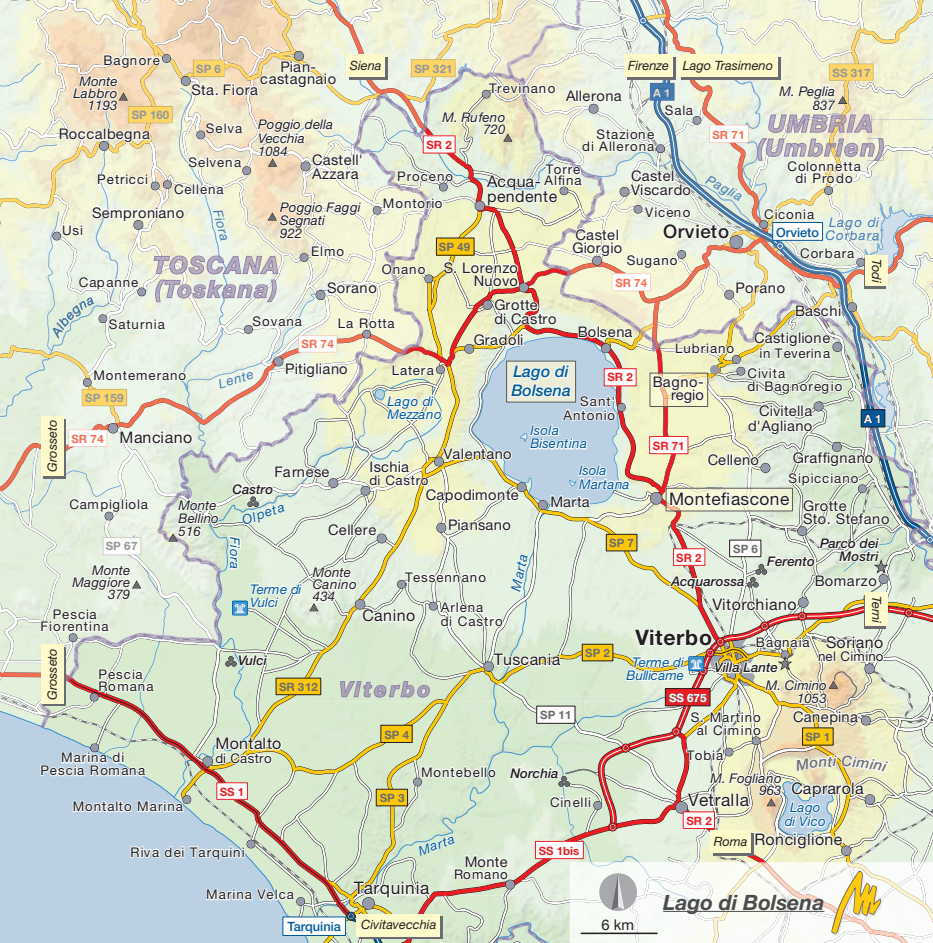 Bagnore
SP 6
Pian-
castagnaio
Siena
SP 321
Firenze
Lago Trasimeno
SS 317
Monte
Labbro
1193
Sta. Fiora
Trevinano
Allerona
A 1
M. Peglia
837
SP 160
Sala
Roccalbegna
Selva
Poggio della
Vecchia
1084
M. Rufeno
720
SR 2
Stazione
di Allerona
SR 71
UMBRIA
(Umbrien)
Selvena
Castell'
Azzara
Colonnetta
di Prodo
Petricci
Cellena
Proceno
Acqua-
pendente
Torre
Alfina
Castel
Viscardo
Paglia
Semproniano
Fiora
Poggio Faggi
Segnati
922
Montorio
Viceno
Ciconia
Orvieto
Orvieto
Lago di
Corbara
Usi
Elmo
SP 49
Castel
Giorgio
Sugano
Corbara
TOSCANA
(Toskana)
Onano
S. Lorenzo
Nuovo
SR 74
Todi
Capanne
Sorano
Porano
Albegna
Grotte
di Castro
Baschi
Saturnia
Sovana
La Rotta
Bolsena
SR 74
Gradoli
Lubriano
Castiglione
in Teverina
Pitigliano
Latera
Lago di
Bolsena
SR 2
Civita
di Bagnoregio
Montemerano
Lente
Bagno-
regio
SP 159
Lago di
Mezzano
Sant'
Antonio
Civitella
d'Agliano
A 1
Grosseto
SR 74
Manciano
Isola
Bisentina
SR 71
Graffignano
Valentano
Celleno
Farnese
Ischia
di Castro
Isola
Martana
Sipicciano
Castro
Capodimonte
Marta
Montefiascone
Campigliola
Monte
Bellino
516
Olpeta
Grotte
Sto. Stefano
Cellere
Piansano
SP 67
Fiora
SP 7
SR 2
SP 6
Parco dei
Mostri
Monte
Maggiore
379
Monte
Canino
434
Tessennano
Marta
Ferento
Acquarossa
Bomarzo
Terme di
Vulci
Vitorchiano
Terni
Pescia
Fiorentina
Canino
Arlena
di Castro
Viterbo
Bagnaia
Soriano
nel Cimino
Vulci
Tuscania
SP 2
Terme di
Bullicame
Villa Lante
Grosseto
Pescia
Romana
SR 312
Viterbo
SS 675
M. Cimino
1053
SP 11
S. Martino
al Cimino
Canepina
SP 4
SP 1
Marina di
Pescia Romana
Montalto
di Castro
Tobia
Monti Cimini
Montebello
Norchia
M. Fogliano
963
Caprarola
SS 1
SP 3
Montalto Marina
Cinelli
Vetralla
SR 2
Lago
di Vico
Riva dei Tarquini
Marta
SS 1bis
Roma
Ronciglione
Monte
Romano
Marina Velca
Tarquinia
Lago di Bolsena
Tarquinia
Civitavecchia
6 km